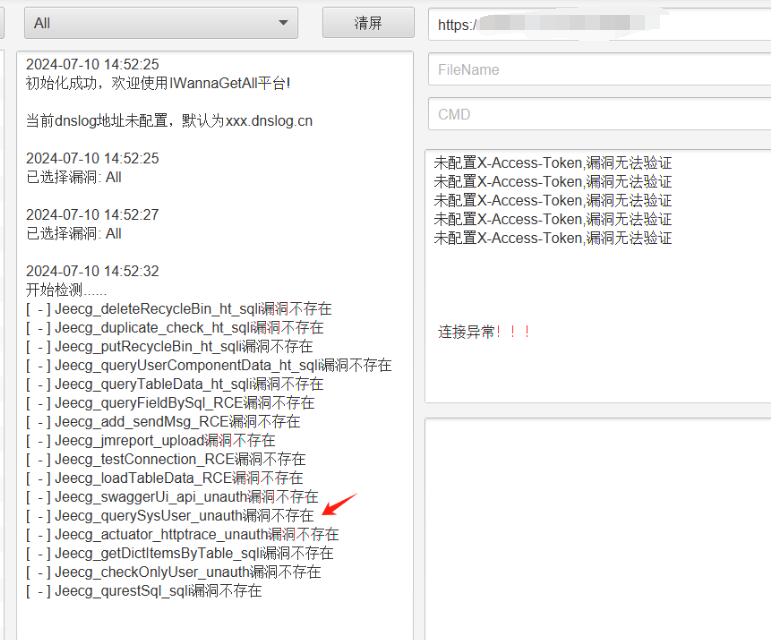 All
清屏
https:/
FileName
CMD
2024-07-10 14:52:25
初始化成功，欢迎使用IWannaGetAll平台!
当前dnslog地址未配置，默认为xxx.dnslog.cn
2024-07-10 14:52:25
已选择漏洞: All
2024-07-10 14:52:27
已选择漏洞: All
2024-07-10 14:52:32
开始检测......
[ - ] Jeecg_deleteRecycleBin_ht_sqli漏洞不存在
[ - ] Jeecg_duplicate_check_ht_sqli漏洞不存在
[ - ] Jeecg_putRecycleBin_ht_sqli漏洞不存在
[ - ] Jeecg_queryUserComponentData_ht_sqli漏洞不存在
[ - ] Jeecg_queryTableData_ht_sqli漏洞不存在
[ - ] Jeecg_queryFieldBySql_RCE漏洞不存在
[ - ] Jeecg_add_sendMsg_RCE漏洞不存在
[ - ] Jeecg_jmreport_upload漏洞不存在
[ - ] Jeecg_testConnection_RCE漏洞不存在
[ - ] Jeecg_loadTableData_RCE漏洞不存在
[ - ] Jeecg_swaggerUi_api_unauth漏洞不存在
[ - ] Jeecg_querySysUser_unauth漏洞不存在
[ - ] Jeecg_actuator_httptrace_unauth漏洞不存在
[ - ] Jeecg_getDictItemsByTable_sqli漏洞不存在
[ - ] Jeecg_checkOnlyUser_unauth漏洞不存在
[ - ] Jeecg_qurestSql_sqli漏洞不存在
未配置X-Access-Token,漏洞无法验证
未配置X-Access-Token,漏洞无法验证
未配置X-Access-Token,漏洞无法验证
未配置X-Access-Token,漏洞无法验证
未配置X-Access-Token,漏洞无法验证
连接异常！！！